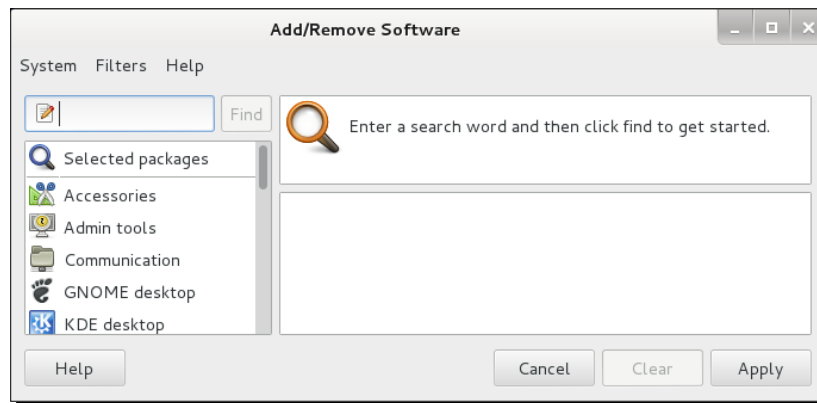 Add/Remove Software
System Filters Help
Find
Enter a search word and then click find to get started.
Selected packages
Accessories
Admin tools
Communication
GNOME desktop
KDE desktop
Help
Cancel
Clear
Apply